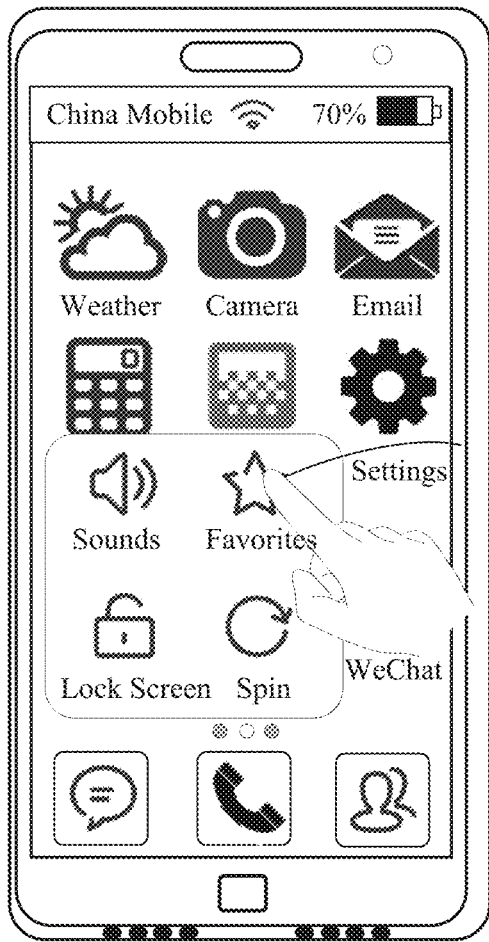 China Mobile 70%
Weather Camera Email
Settings
Sounds Favorites
WeChat
Lock Screen Spin